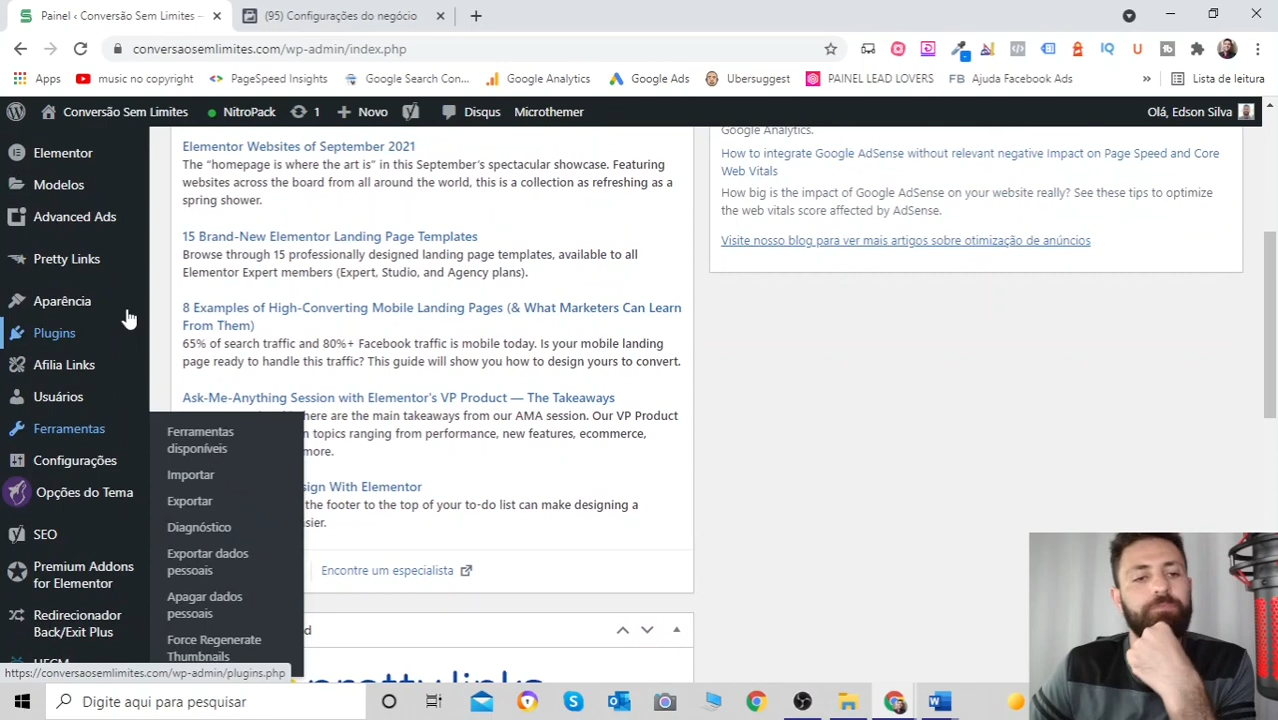 Painel ‹ Conversão Sem Limites –
(95) Configurações do negócio
conversaosemlimites.com/wp-admin/index.php
Apps
music no copyright
PageSpeed Insights
Google Search Con...
Google Analytics
Google Ads
Ubersuggest
PAINEL LEAD LOVERS
FB Ajuda Facebook Ads
»
Lista de leitura
Conversão Sem Limites
NitroPack
1
Novo
Disqus
Microthemer
Olá, Edson Silva
Elementor
Modelos
Advanced Ads
Pretty Links
Aparência
Plugins
Afilia Links
Usuários
Ferramentas
Configurações
Opções do Tema
SEO
Premium Addons
for Elementor
Redirecionador
Back/Exit Plus
Ferramentas
disponíveis
Importar
Exportar
Diagnóstico
Exportar dados
pessoais
Apagar dados
pessoais
Force Regenerate
Thumbnails
Elementor Websites of September 2021
The “homepage is where the art is” in this September’s spectacular showcase. Featuring
websites across the board from all around the world, this is a collection as refreshing as a
spring shower.
15 Brand-New Elementor Landing Page Templates
Browse through 15 professionally designed landing page templates, available to all
Elementor Expert members (Expert, Studio, and Agency plans).
8 Examples of High-Converting Mobile Landing Pages (& What Marketers Can Learn
From Them)
65% of search traffic and 80%+ Facebook traffic is mobile today. Is your mobile landing
page ready to handle this traffic? This guide will show you how to design yours to convert.
Ask-Me-Anything Session with Elementor’s VP Product — The Takeaways
here are the main takeaways from our AMA session. Our VP Product
topics ranging from performance, new features, ecommerce,
more.
sign With Elementor
the footer to the top of your to-do list can make designing a
sier.
Encontre um especialista
pretty links
Google Analytics.
How to integrate Google AdSense without relevant negative Impact on Page Speed and Core
Web Vitals
How big is the impact of Google AdSense on your website really? See these tips to optimize
the web vitals score affected by AdSense.
Visite nosso blog para ver mais artigos sobre otimização de anúncios
https://conversaosemlimites.com/wp-admin/plugins.php
Digite aqui para pesquisar